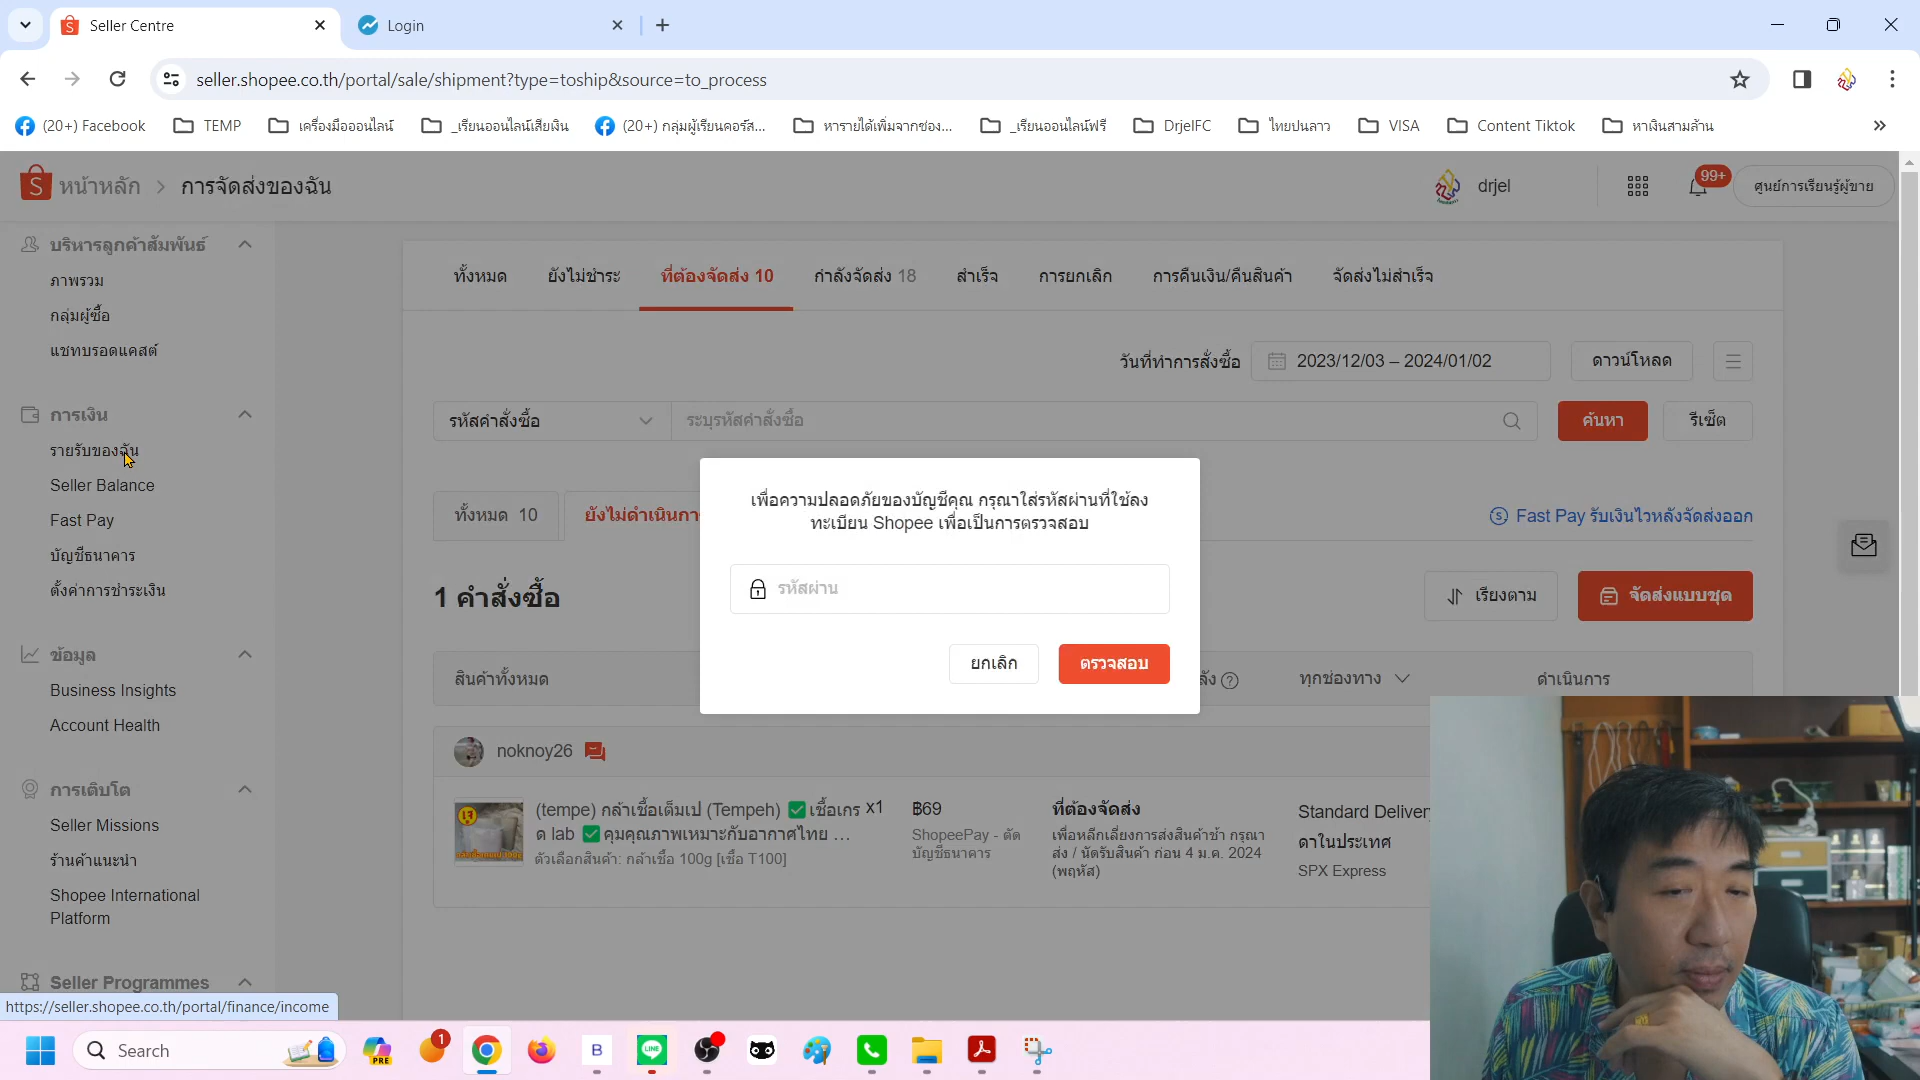 Seller Centre
Login
seller.shopee.co.th/portal/sale/shipment?type=toship&source=to_process
(20+) Facebook
TEMP
เครื่องมือออนไลน์
_เรียนออนไลน์เสียเงิน
(20+) กลุ่มผู้เรียนคอร์ส...
หารายได้เพิ่มจากช่อง...
_เรียนออนไลน์ฟรี
DrjelFC
ไทยปนลาว
VISA
Content Tiktok
หาเงินสามล้าน
หน้าหลัก > การจัดส่งของฉัน
drjel
99+
ศูนย์การเรียนรู้ผู้ขาย
บริหารลูกค้าสัมพันธ์
ภาพรวม
กลุ่มผู้ซื้อ
แชทบรอดแคสต์
การเงิน
รายรับของฉัน
Seller Balance
Fast Pay
บัญชีธนาคาร
ตั้งค่าการชำระเงิน
ข้อมูล
Business Insights
Account Health
การเติบโต
Seller Missions
ร้านค้าแนะนำ
Shopee International
Platform
Seller Programmes
https://seller.shopee.co.th/portal/finance/income
ทั้งหมด
ยังไม่ชำระ
ที่ต้องจัดส่ง 10
กำลังจัดส่ง 18
สำเร็จ
การยกเลิก
การคืนเงิน/คืนสินค้า
จัดส่งไม่สำเร็จ
วันที่ทำการสั่งซื้อ
2023/12/03 – 2024/01/02
ดาวน์โหลด
รหัสคำสั่งซื้อ
ระบุรหัสคำสั่งซื้อ
ค้นหา
รีเซ็ต
ทั้งหมด 10
Fast Pay รับเงินไวหลังจัดส่งออก
1 คำสั่งซื้อ
เรียงตาม
จัดส่งแบบชุด
เพื่อความปลอดภัยของบัญชีคุณ กรุณาใส่รหัสผ่านที่ใช้ลง
ทะเบียน Shopee เพื่อเป็นการตรวจสอบ
รหัสผ่าน
ยกเลิก
ตรวจสอบ
สินค้าทั้งหมด
ทุกช่องทาง
ดำเนินการ
noknoy26
(tempe) กล้าเชื้อเต็มเป (Tempeh) ✅เชื้อเกร
ด lab ✅คุมคุณภาพเหมาะกับอากาศไทย ...
ตัวเลือกสินค้า: กล้าเชื้อ 100g [เชื้อ T100]
x1
฿69
ShopeePay - ตัด
บัญชีธนาคาร
ที่ต้องจัดส่ง
เพื่อหลีกเลี่ยงการส่งสินค้าช้า กรุณา
ส่ง / นัดรับสินค้า ก่อน 4 ม.ค. 2024
(พฤหัส)
Standard Delivery
ดาในประเทศ
SPX Express
Search
PRE
1
B
LINE